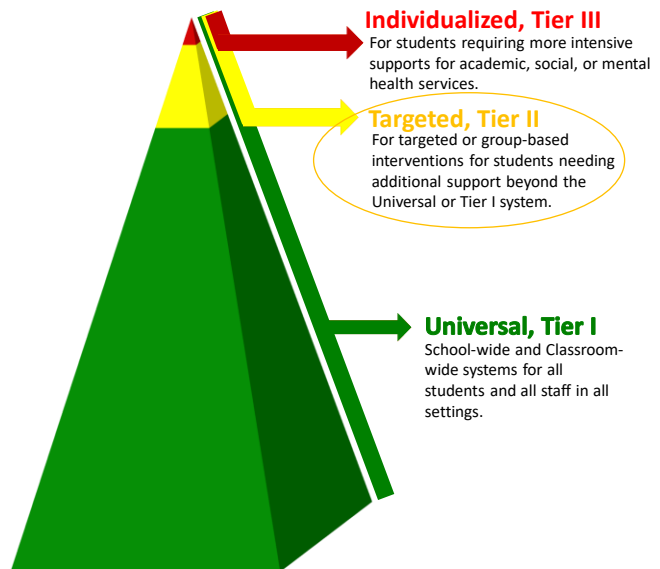 Individualized, Tier III
For students requiring more intensive
supports for academic, social, or mental
health services.
Targeted, Tier II
For targeted or group-based
interventions for students needing
additional support beyond the
Universal or Tier I system.
Universal, Tier I
School-wide and Classroom-
wide systems for all
students and all staff in all
settings.